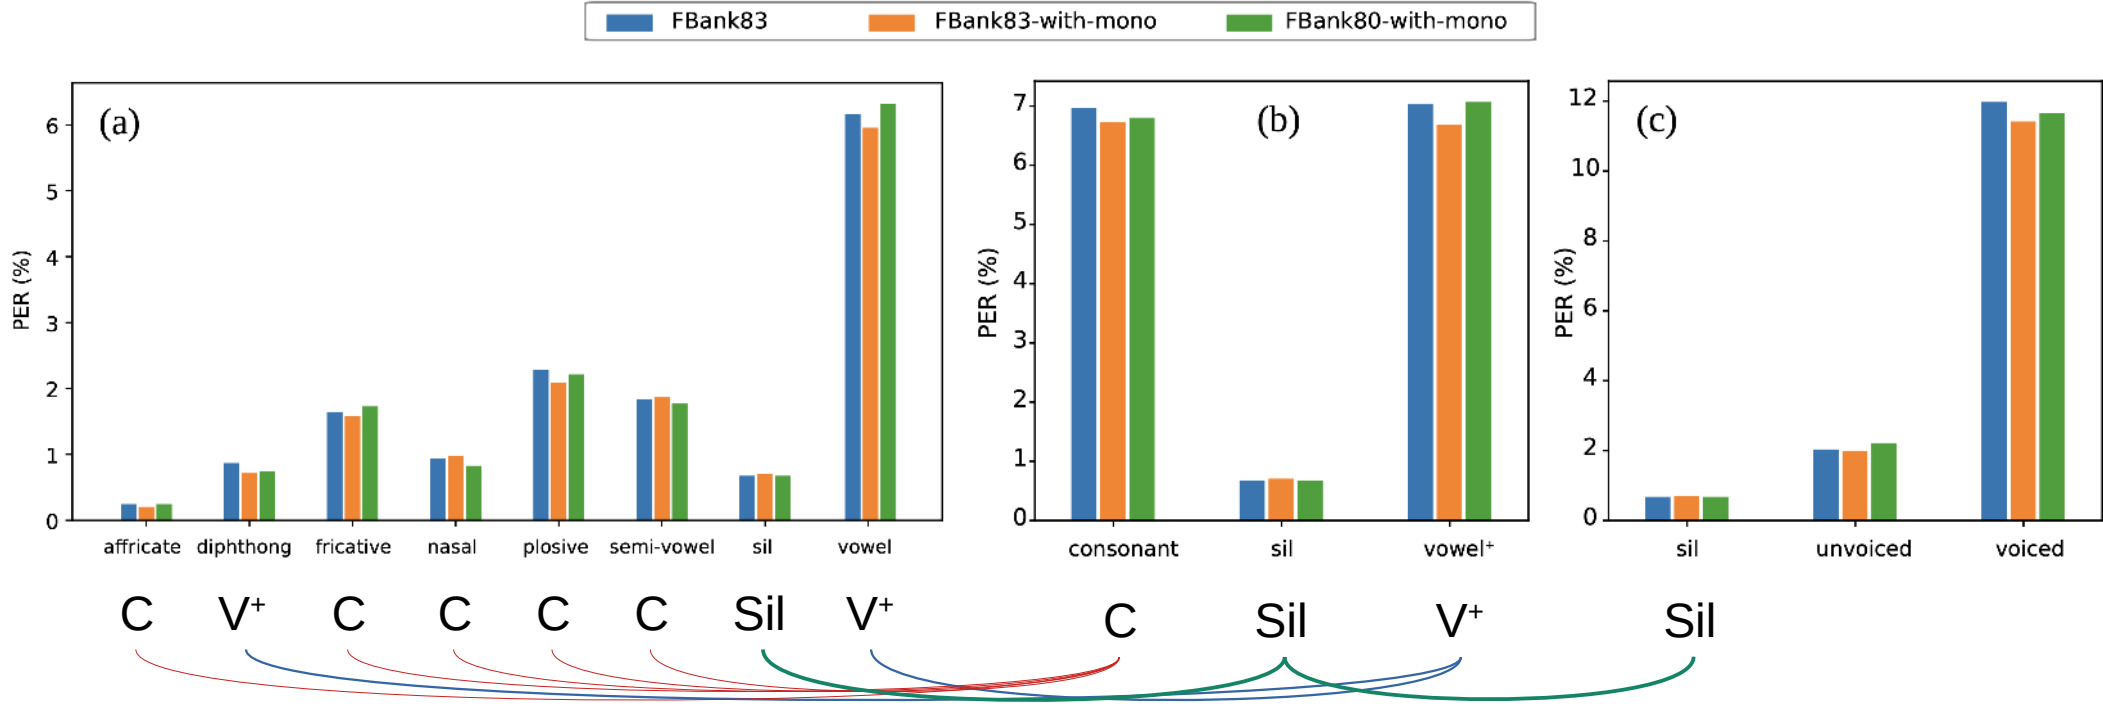 FBank83 FBank83-with-mono FBank80-with-mono
(a)
PER (%)
6
5
4
3
2
1
0
affricate diphthong fricative nasal plosive semi-vowel sil vowel
(b)
PER (%)
7
6
5
4
3
2
1
0
consonant sil vowel⁺
(c)
PER (%)
12
10
8
6
4
2
0
sil unvoiced voiced
C V⁺ C C C C Sil V⁺ C Sil V⁺ Sil